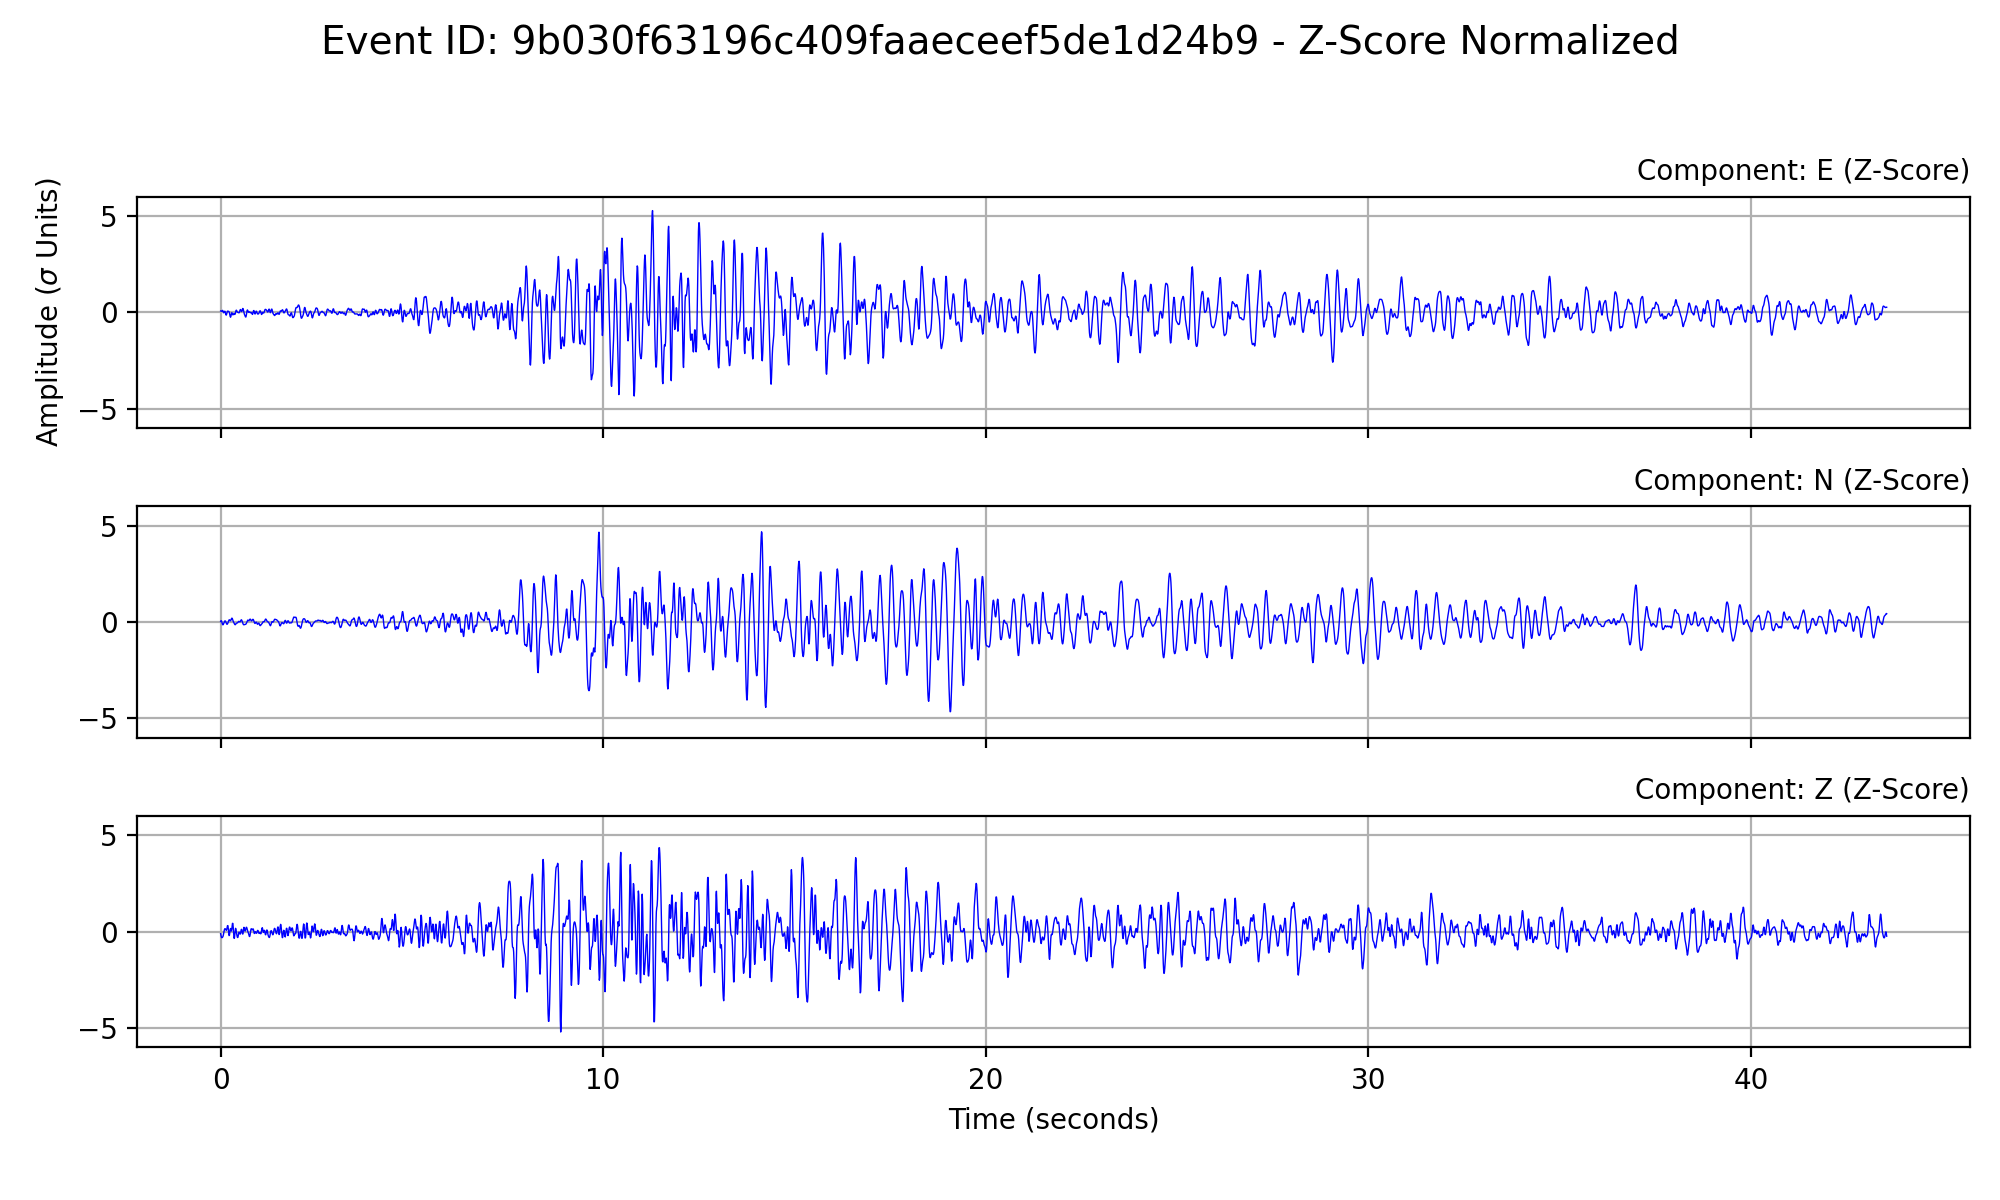 Event ID: 9b030f63196c409faaeceef5de1d24b9 - Z-Score Normalized
Component: E (Z-Score)
Amplitude (σ Units)
5
0
−5
Component: N (Z-Score)
5
0
−5
Component: Z (Z-Score)
5
0
−5
0 10 20 30 40
Time (seconds)